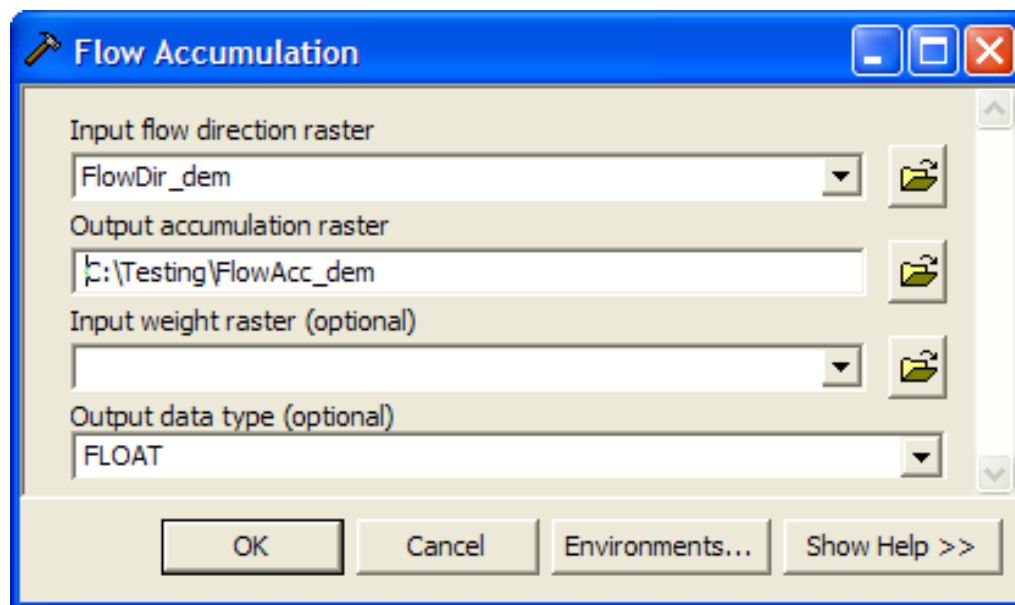 Flow Accumulation
Input flow direction raster
FlowDir_dem
Output accumulation raster
C:\Testing\FlowAcc_dem
Input weight raster (optional)
Output data type (optional)
FLOAT
OK Cancel Environments... Show Help >>